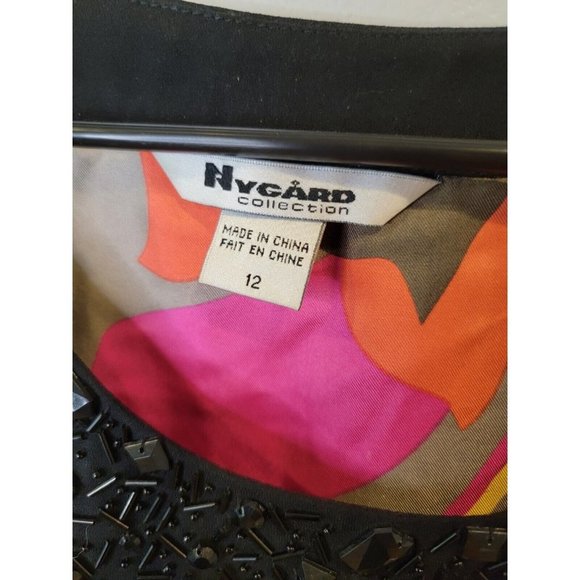 NYGÅRD
collection
MADE IN CHINA
FAIT EN CHINE
12